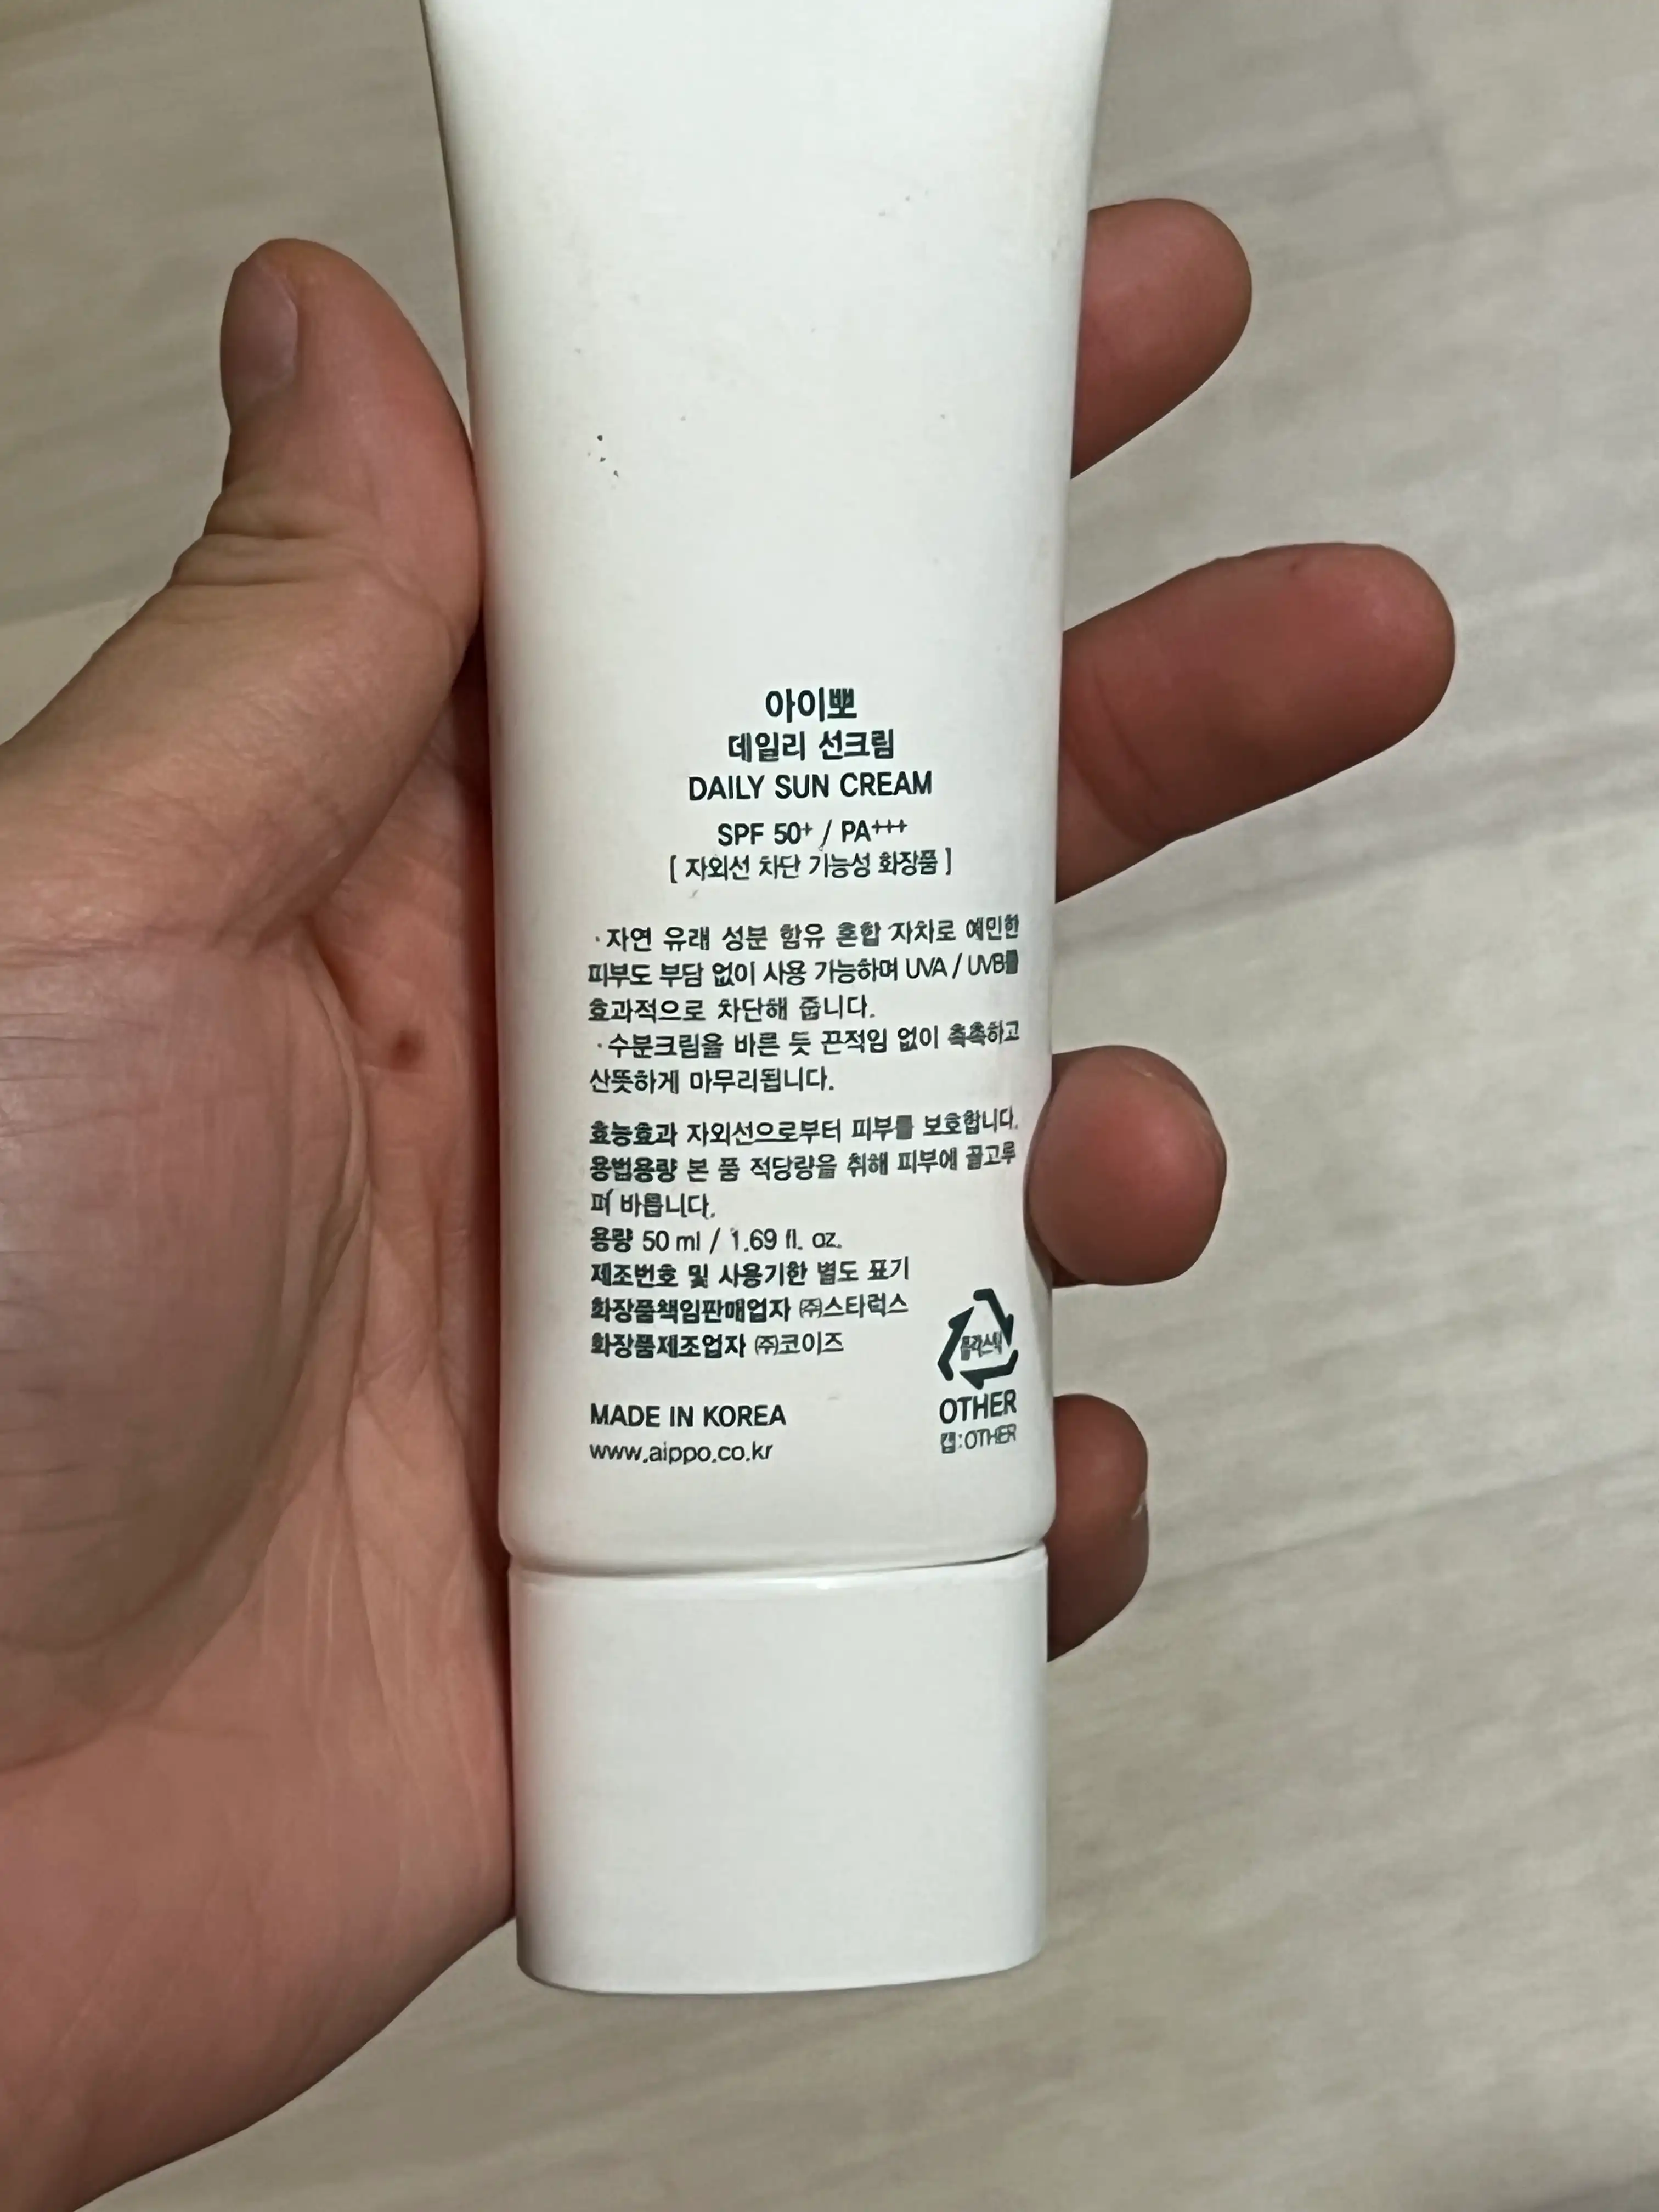 아이뽀
데일리 선크림
DAILY SUN CREAM
SPF 50+ / PA+++
[ 자외선 차단 기능성 화장품 ]
· 자연 유래 성분 함유 혼합 자차로 예민한
피부도 부담 없이 사용 가능하며 UVA / UVB를
효과적으로 차단해 줍니다.
· 수분크림을 바른 듯 끈적임 없이 촉촉하고
산뜻하게 마무리됩니다.
효능효과 자외선으로부터 피부를 보호합니다.
용법용량 본 품 적당량을 취해 피부에 골고루
펴 바릅니다.
용량 50 ml / 1.69 fl. oz.
제조번호 및 사용기한 별도 표기
화장품책임판매업자 ㈜스타럭스
화장품제조업자 ㈜코이즈
플라스틱
OTHER
캡:OTHER
MADE IN KOREA
www.aippo.co.kr